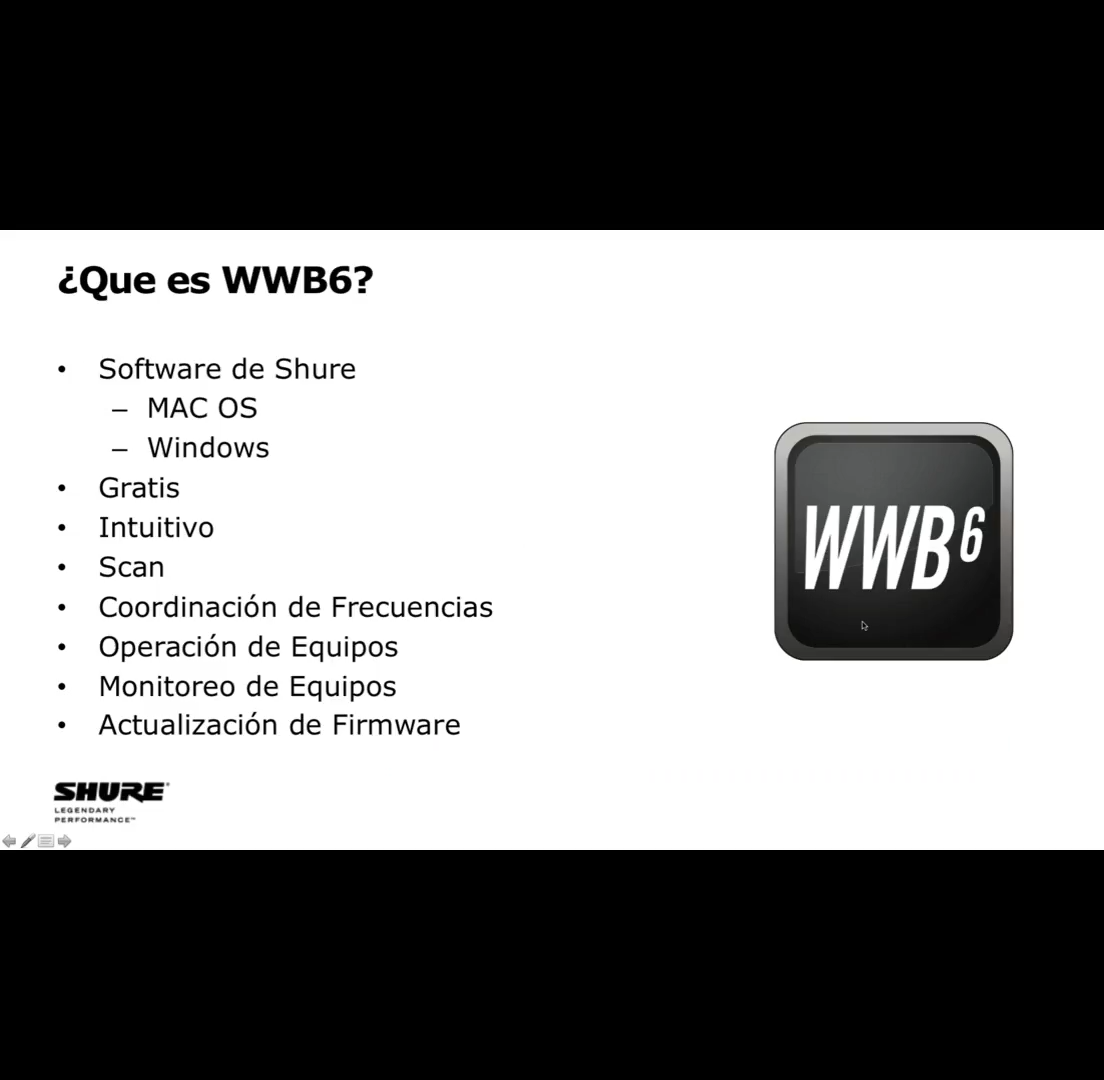 ¿Que es WWB6?
• Software de Shure
– MAC OS
– Windows
• Gratis
• Intuitivo
• Scan
• Coordinación de Frecuencias
• Operación de Equipos
• Monitoreo de Equipos
• Actualización de Firmware
WWB6
SHURE®
LEGENDARY
PERFORMANCE™